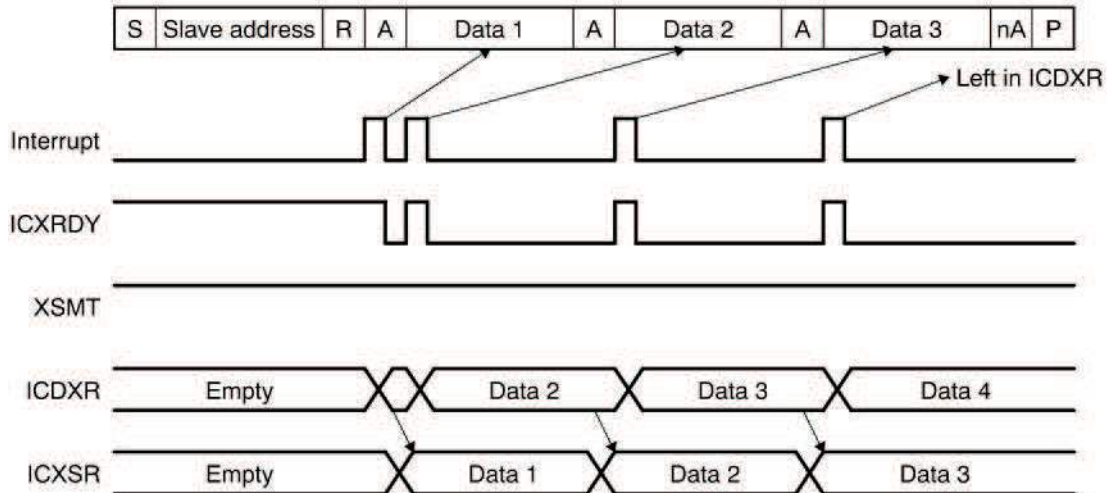 S Slave address R A Data 1 A Data 2 A Data 3 nA P
Left in ICDXR
Interrupt
ICXRDY
XSMT
ICDXR Empty Data 2 Data 3 Data 4
ICXSR Empty Data 1 Data 2 Data 3